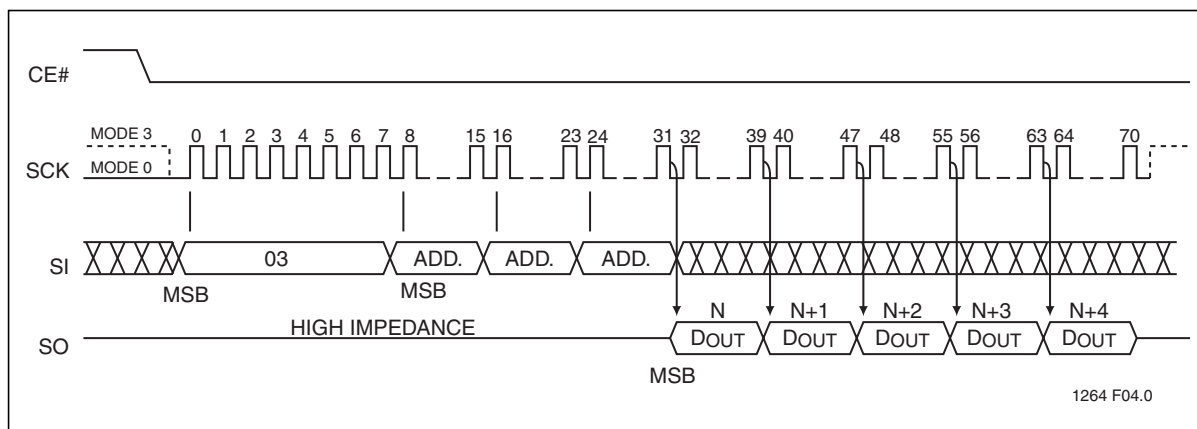 CE#
MODE 3
0 1 2 3 4 5 6 7 8 15 16 23 24 31 32 39 40 47 48 55 56 63 64 70
SCK
MODE 0
SI
03
ADD.
ADD.
ADD.
MSB
MSB
N N+1 N+2 N+3 N+4
HIGH IMPEDANCE
SO
DOUT DOUT DOUT DOUT DOUT
MSB
1264 F04.0